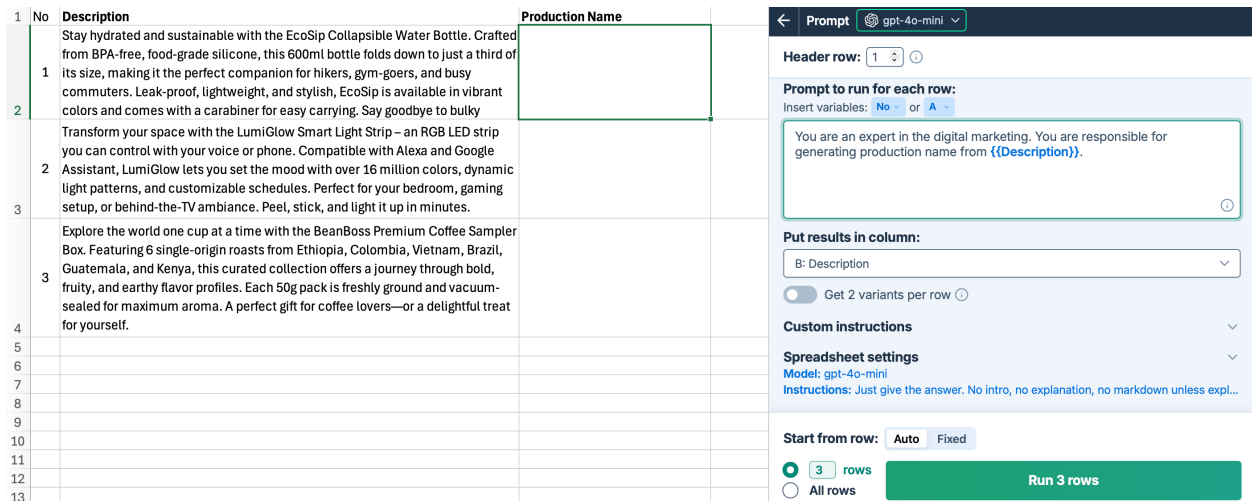 1 No Description Production Name
Stay hydrated and sustainable with the EcoSip Collapsible Water Bottle. Crafted
from BPA-free, food-grade silicone, this 600ml bottle folds down to just a third of
1 its size, making it the perfect companion for hikers, gym-goers, and busy
commuters. Leak-proof, lightweight, and stylish, EcoSip is available in vibrant
2 colors and comes with a carabiner for easy carrying. Say goodbye to bulky
Transform your space with the LumiGlow Smart Light Strip – an RGB LED strip
you can control with your voice or phone. Compatible with Alexa and Google
2 Assistant, LumiGlow lets you set the mood with over 16 million colors, dynamic
light patterns, and customizable schedules. Perfect for your bedroom, gaming
3 setup, or behind-the-TV ambiance. Peel, stick, and light it up in minutes.
Explore the world one cup at a time with the BeanBoss Premium Coffee Sampler
Box. Featuring 6 single-origin roasts from Ethiopia, Colombia, Vietnam, Brazil,
3 Guatemala, and Kenya, this curated collection offers a journey through bold,
fruity, and earthy flavor profiles. Each 50g pack is freshly ground and vacuum-
sealed for maximum aroma. A perfect gift for coffee lovers—or a delightful treat
4 for yourself.
5
6
7
8
9
10
11
12
13
Prompt gpt-4o-mini
Header row: 1
Prompt to run for each row:
Insert variables: No or A
You are an expert in the digital marketing. You are responsible for
generating production name from {{Description}}.
Put results in column:
B: Description
Get 2 variants per row
Custom instructions
Spreadsheet settings
Model: gpt-4o-mini
Instructions: Just give the answer. No intro, no explanation, no markdown unless expl...
Start from row: Auto Fixed
3 rows
All rows
Run 3 rows